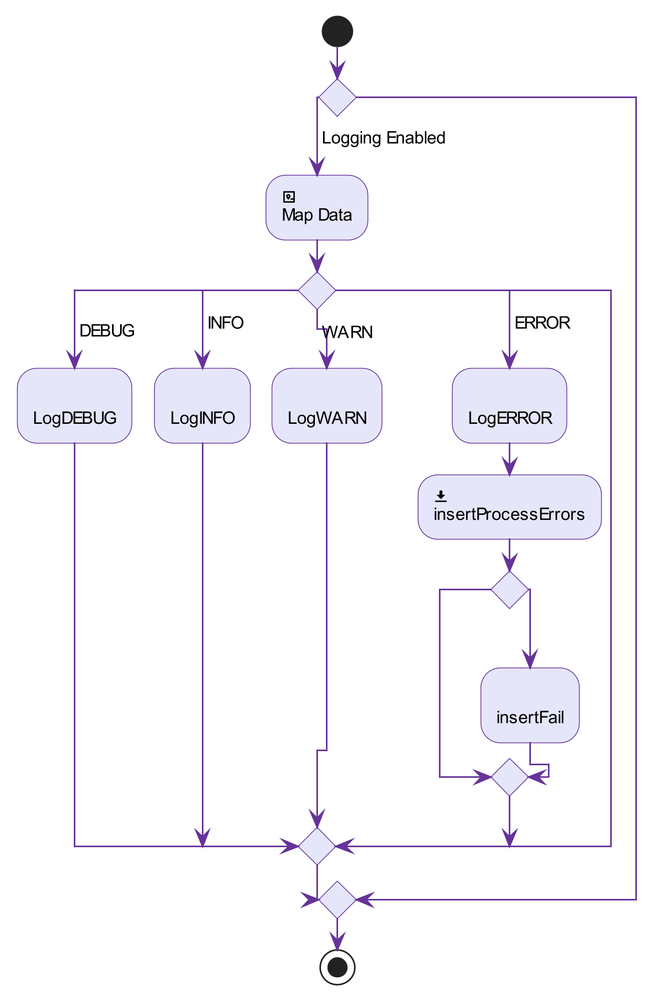 Logging Enabled
Map Data
DEBUG
INFO
WARN
ERROR
LogDEBUG
LogINFO
LogWARN
LogERROR
insertProcessErrors
insertFail